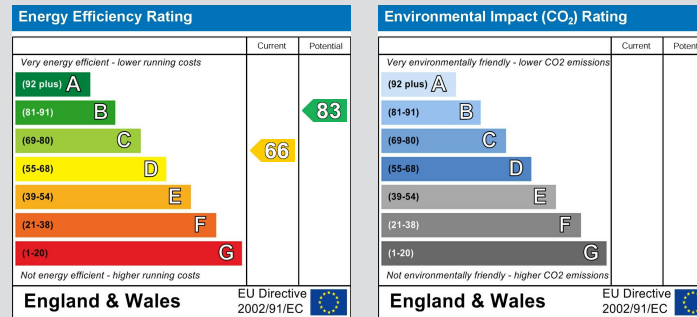 Energy Efficiency Rating
Current Potential
Very energy efficient - lower running costs
(92 plus) A
(81-91) B
83
(69-80) C
66
(55-68) D
(39-54) E
(21-38) F
(1-20) G
Not energy efficient - higher running costs
England & Wales
EU Directive
2002/91/EC
Environmental Impact (CO₂) Rating
Current Potent
Very environmentally friendly - lower CO2 emissions
(92 plus) A
(81-91) B
(69-80) C
(55-68) D
(39-54) E
(21-38) F
(1-20) G
Not environmentally friendly - higher CO2 emissions
England & Wales
EU Directive
2002/91/EC